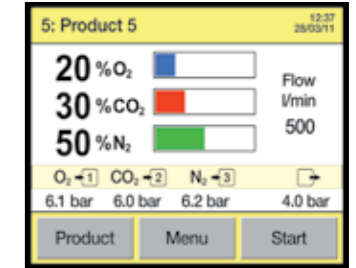 5: Product 5
12:37
28/03/11
20 %O₂
30 %CO₂
50 %N₂
Flow
l/min
500
O₂ 1 CO₂ 2 N₂ 3
6.1 bar 6.0 bar 6.2 bar 4.0 bar
Product Menu Start